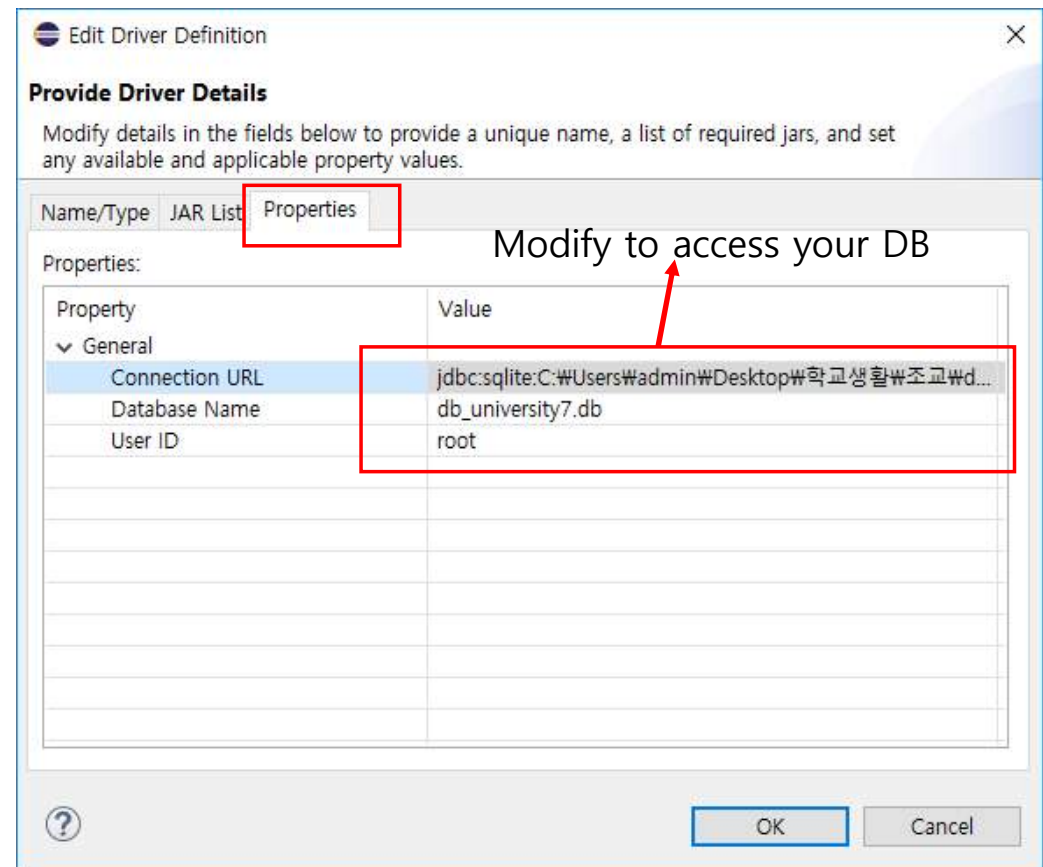 Edit Driver Definition
Provide Driver Details
Modify details in the fields below to provide a unique name, a list of required jars, and set
any available and applicable property values.
Name/Type JAR List Properties
Modify to access your DB
Properties:
Property Value
General
Connection URL jdbc:sqlite:C:₩Users₩admin₩Desktop₩학교생활₩조교₩d...
Database Name db_university7.db
User ID root
?
OK Cancel